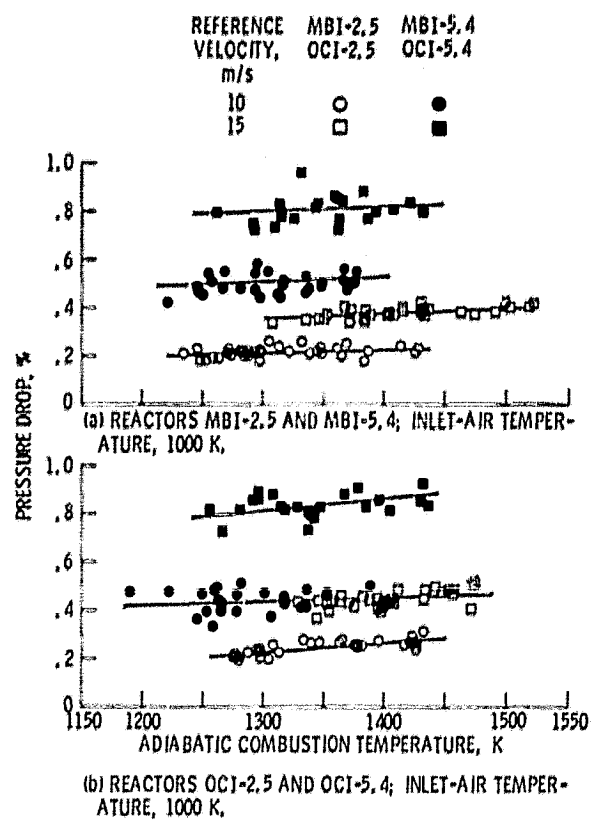 REFERENCE VELOCITY, m/s MBI-2,5 OCI-2,5 MBI-5,4 OCI-5,4
10
15
1.0
.8
.6
.4
.2
0
(a) REACTORS MBI-2,5 AND MBI-5,4; INLET-AIR TEMPER-
ATURE, 1000 K,
PRESSURE DROP, %
1.0
.8
.6
.4
.2
0
1150 1200 1300 1400 1500 1550
ADIABATIC COMBUSTION TEMPERATURE, K
(b) REACTORS OCI-2,5 AND OCI-5,4; INLET-AIR TEMPER-
ATURE, 1000 K,